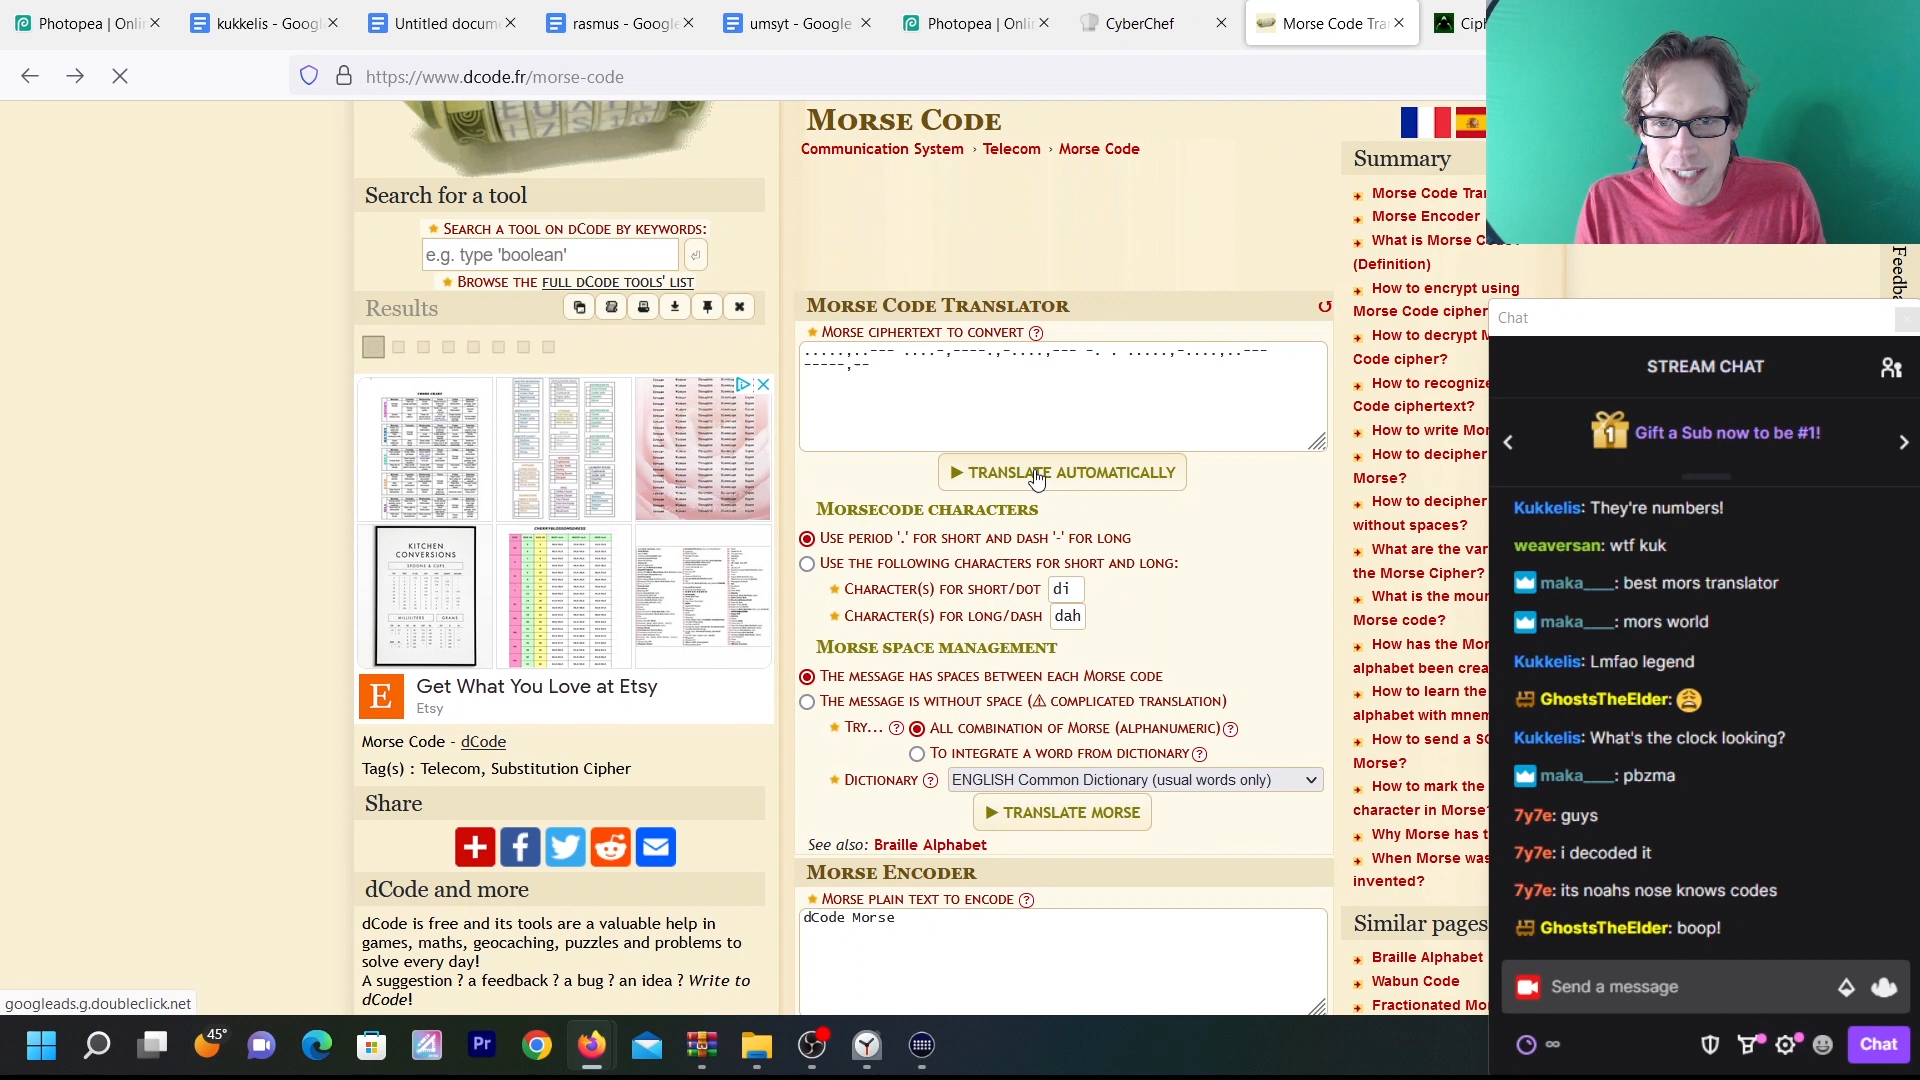 Photopea | Onli
kukkelis - Googl
Untitled docum
rasmus - Google
umsyt - Google
Photopea | Onli
CyberChef
Morse Code Tra
Ciph
https://www.dcode.fr/morse-code
Search for a tool
SEARCH A TOOL ON DCODE BY KEYWORDS:
e.g. type 'boolean'
BROWSE THE FULL DCODE TOOLS' LIST
Results
KITCHEN
CONVERSIONS
Get What You Love at Etsy
Etsy
Morse Code - dCode
Tag(s) : Telecom, Substitution Cipher
Share
dCode and more
dCode is free and its tools are a valuable help in
games, maths, geocaching, puzzles and problems to
solve every day!
A suggestion ? a feedback ? a bug ? an idea ? Write to
dCode!
googleads.g.doubleclick.net
MORSE CODE
Communication System › Telecom › Morse Code
MORSE CODE TRANSLATOR
MORSE CIPHERTEXT TO CONVERT
.....,..--- ....-,----.,-....,--- -. . .....,-....,..---
-----,--
TRANSLATE AUTOMATICALLY
MORSECODE CHARACTERS
USE PERIOD '.' FOR SHORT AND DASH '-' FOR LONG
USE THE FOLLOWING CHARACTERS FOR SHORT AND LONG:
CHARACTER(S) FOR SHORT/DOT di
CHARACTER(S) FOR LONG/DASH dah
MORSE SPACE MANAGEMENT
THE MESSAGE HAS SPACES BETWEEN EACH MORSE CODE
THE MESSAGE IS WITHOUT SPACE (⚠ COMPLICATED TRANSLATION)
TRY... ALL COMBINATION OF MORSE (ALPHANUMERIC)
TO INTEGRATE A WORD FROM DICTIONARY
DICTIONARY ENGLISH Common Dictionary (usual words only)
TRANSLATE MORSE
See also: Braille Alphabet
MORSE ENCODER
MORSE PLAIN TEXT TO ENCODE
dCode Morse
Summary
Morse Code Tra
Morse Encoder
What is Morse Code?
(Definition)
How to encrypt using
Morse Code cipher
How to decrypt M
Code cipher?
How to recognize
Code ciphertext?
How to write Mor
How to decipher
Morse?
How to decipher
without spaces?
What are the var
the Morse Cipher?
What is the moun
Morse code?
How has the Mor
alphabet been crea
How to learn the
alphabet with mnem
How to send a SO
Morse?
How to mark the
character in Morse?
Why Morse has t
When Morse was
invented?
Similar pages
Braille Alphabet
Wabun Code
Fractionated Mo
Feedba
Chat
STREAM CHAT
1
Gift a Sub now to be #1!
Kukkelis: They're numbers!
weaversan: wtf kuk
maka____: best mors translator
maka____: mors world
Kukkelis: Lmfao legend
GhostsTheElder:
Kukkelis: What's the clock looking?
maka____: pbzma
7y7e: guys
7y7e: i decoded it
7y7e: its noahs nose knows codes
GhostsTheElder: boop!
Send a message
Chat
45°
Pr